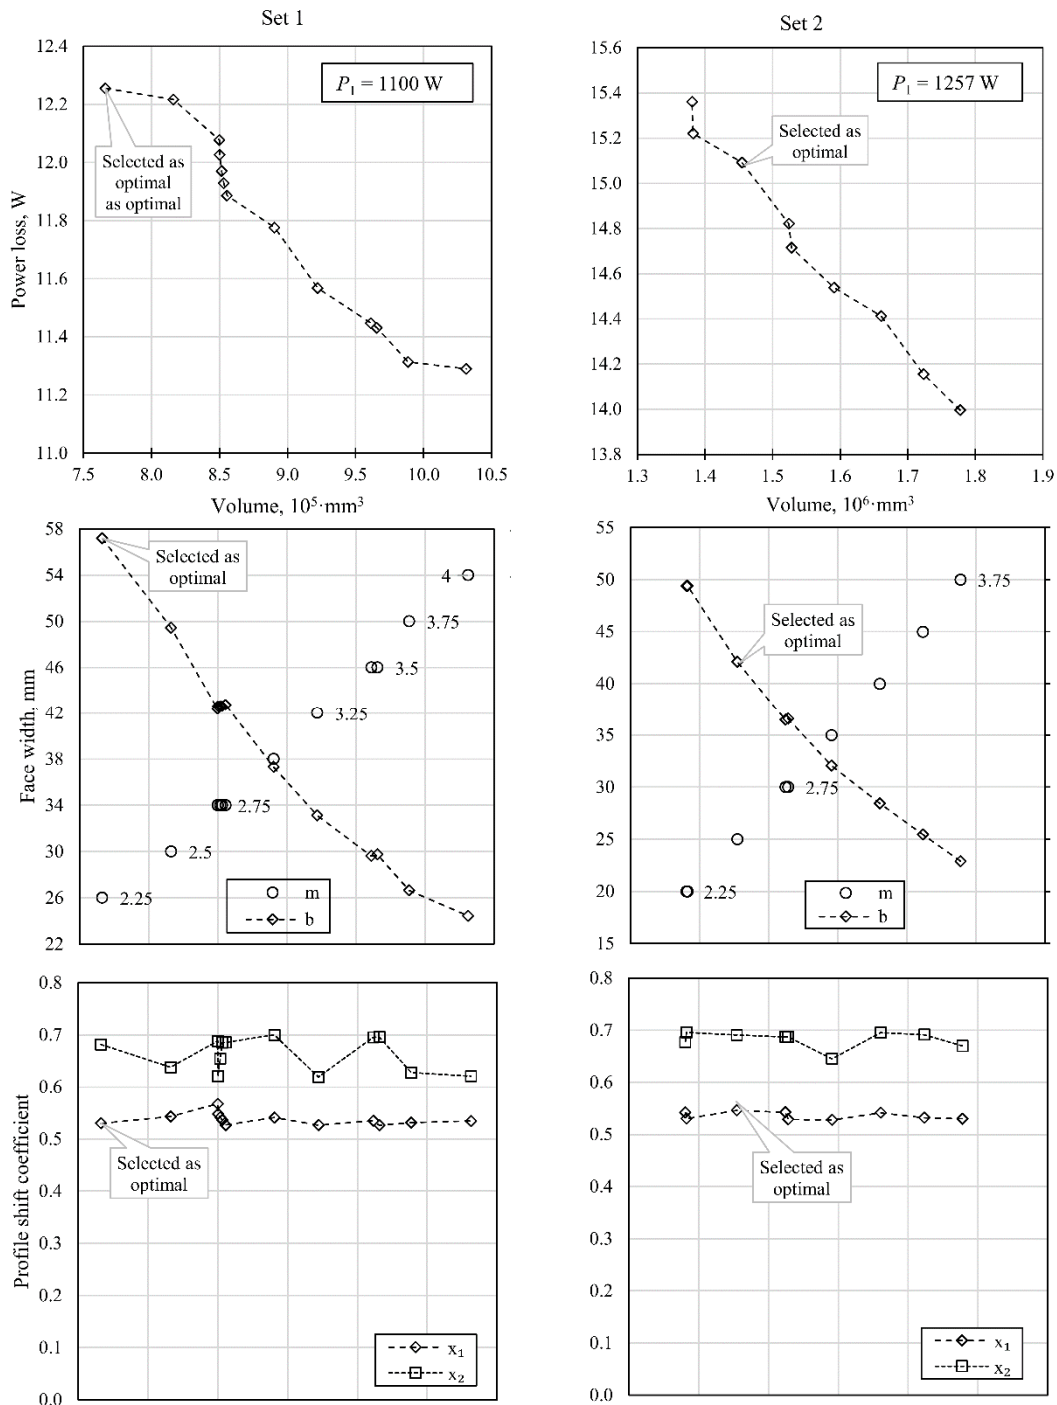 Set 1
Set 2
12.4
12.2
12.0
11.8
11.6
11.4
11.2
11.0
Power loss, W
P₁ = 1100 W
Selected as
optimal
as optimal
7.5
8.0
8.5
9.0
9.5
10.0
10.5
Volume, 10⁵·mm³
15.6
15.4
15.2
15.0
14.8
14.6
14.4
14.2
14.0
13.8
P₁ = 1257 W
Selected as
optimal
1.3
1.4
1.5
1.6
1.7
1.8
1.9
Volume, 10⁶·mm³
58
54
50
46
42
38
34
30
26
22
Face width, mm
Selected as
optimal
4
3.75
3.5
3.25
2.75
2.5
2.25
m
b
55
50
45
40
35
30
25
20
15
Selected as
optimal
3.75
2.75
2.25
m
b
0.8
0.7
0.6
0.5
0.4
0.3
0.2
0.1
0.0
Profile shift coefficient
Selected as
optimal
x₁
x₂
0.8
0.7
0.6
0.5
0.4
0.3
0.2
0.1
0.0
Selected as
optimal
x₁
x₂